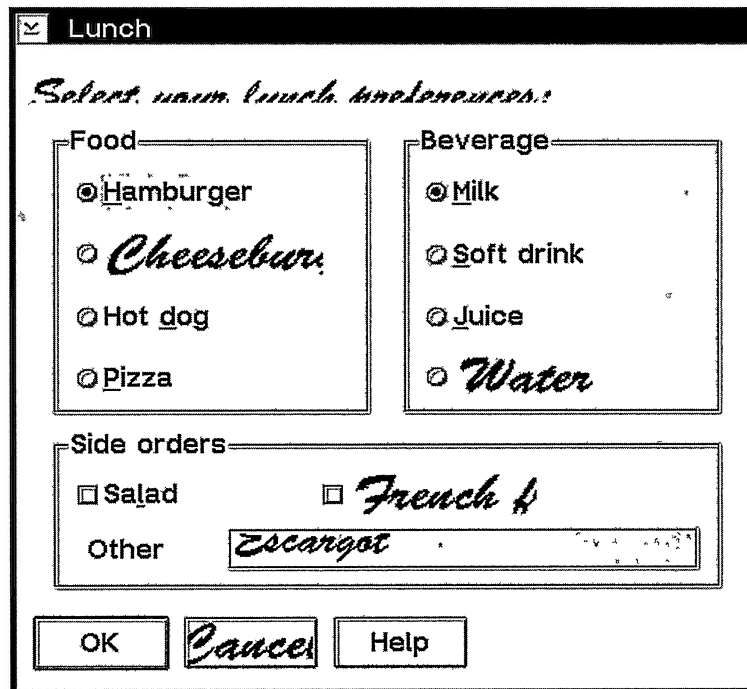 Lunch
Select your lunch preferences:
Food
Hamburger
Cheesebur
Hot dog
Pizza
Beverage
Milk
Soft drink
Juice
Water
Side orders
Salad
French f
Other
Escargot
OK
Cancel
Help